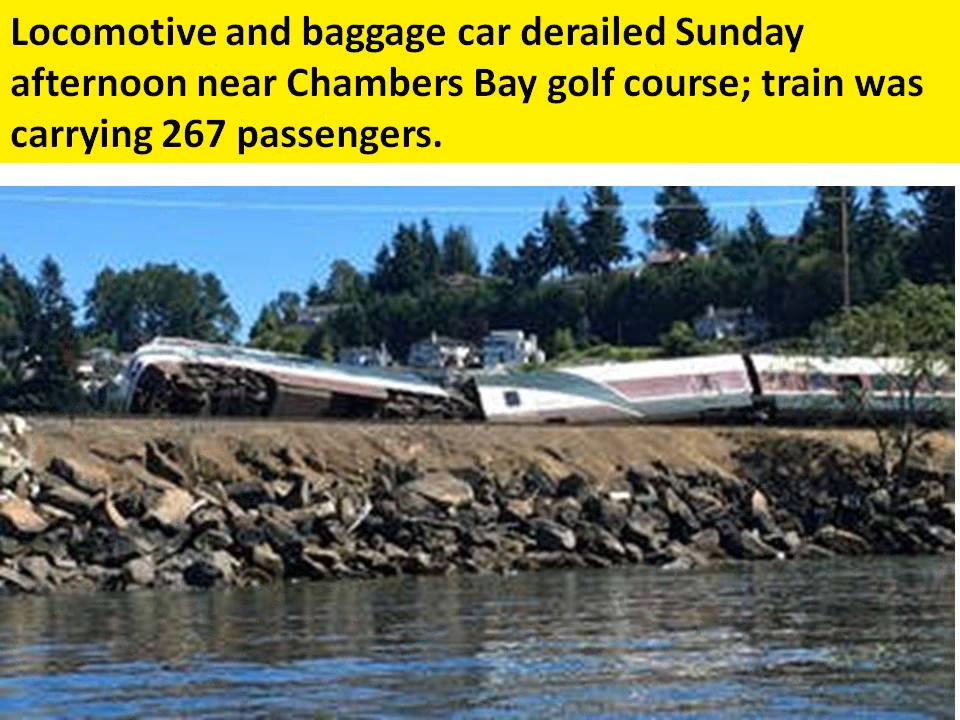 Locomotive and baggage car derailed Sunday
afternoon near Chambers Bay golf course; train was
carrying 267 passengers.